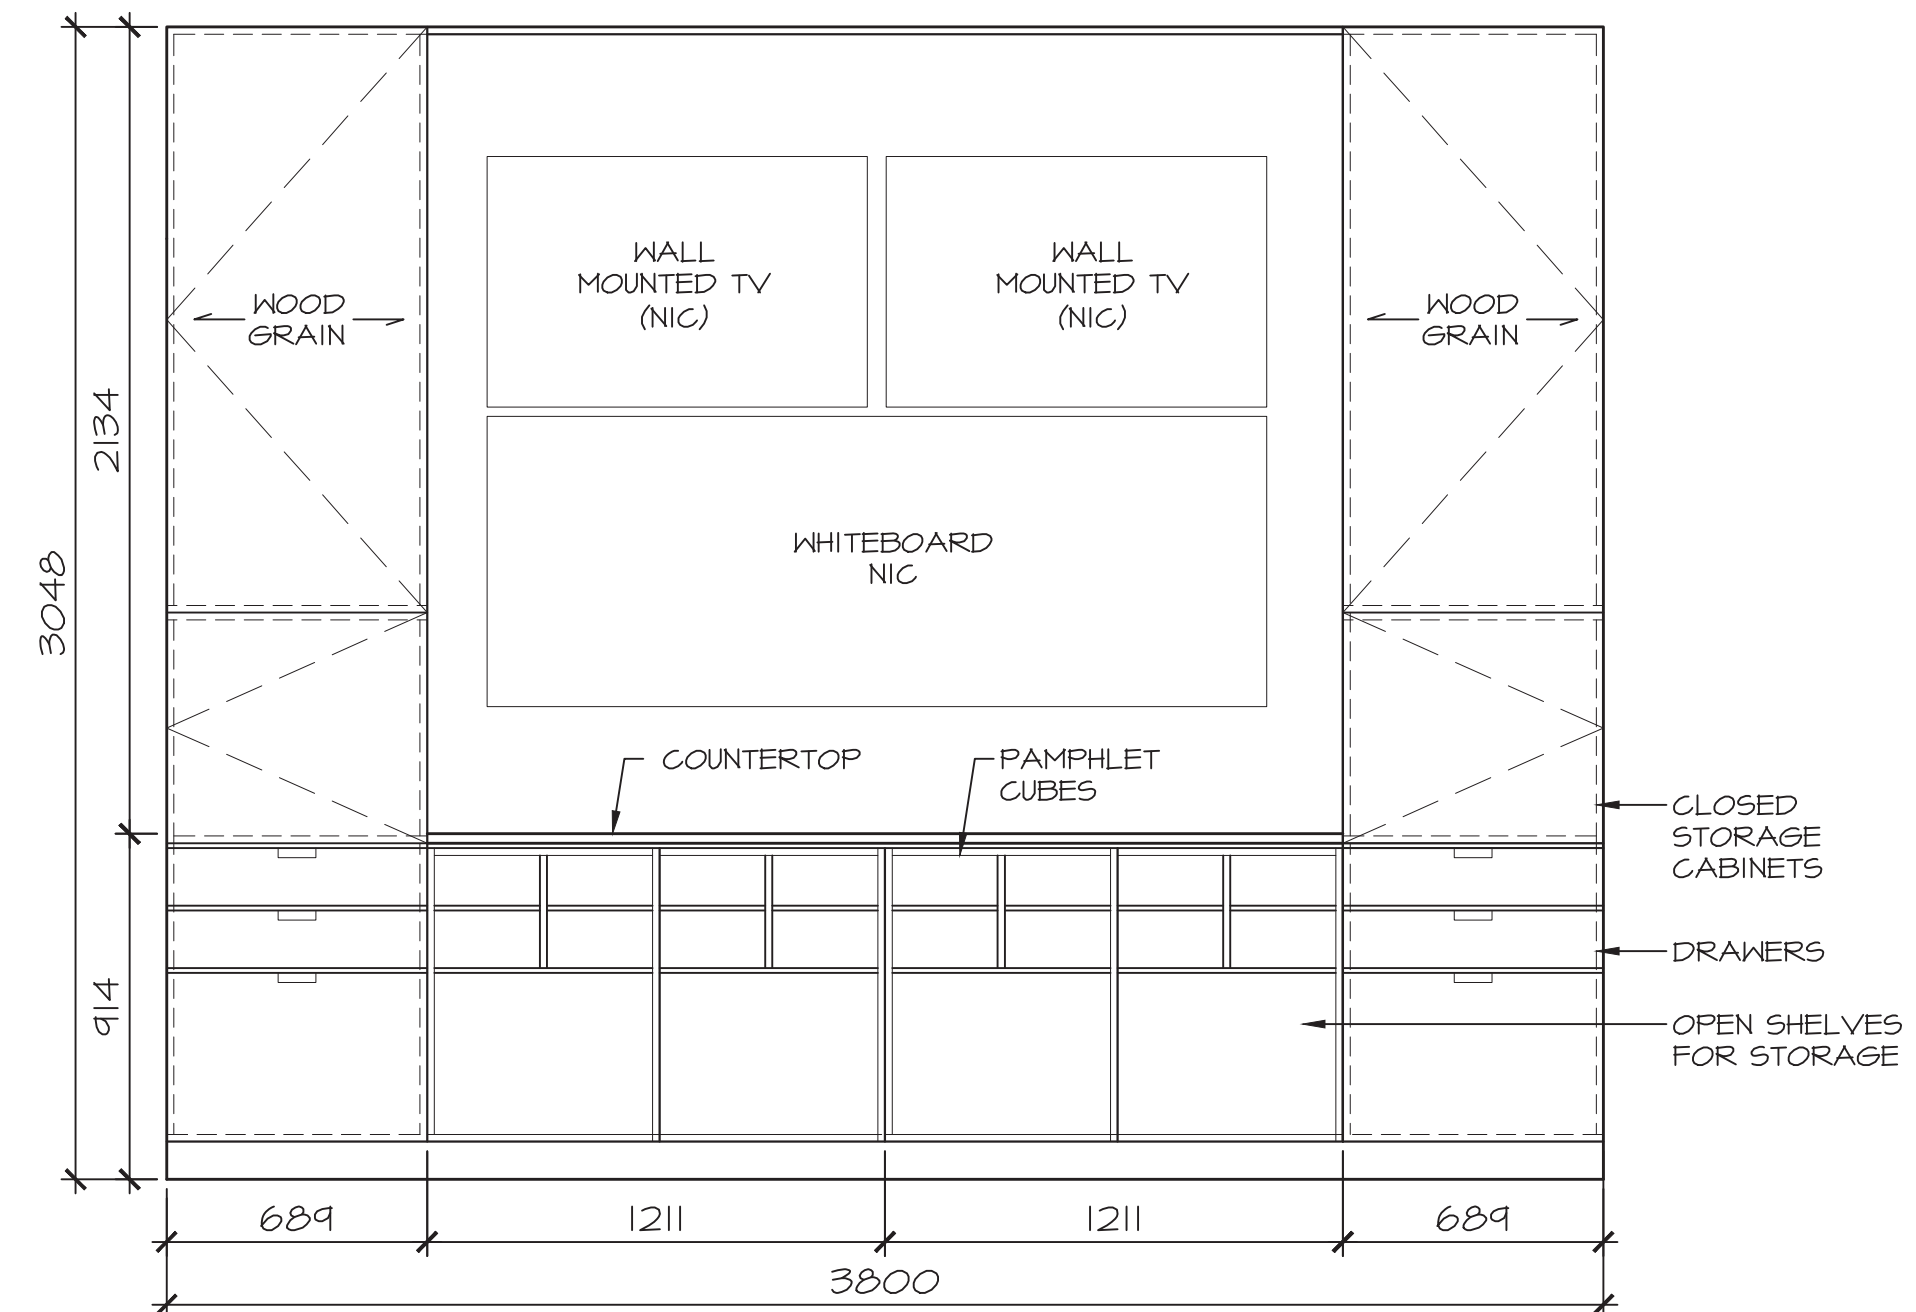 WALL
MOUNTED TV
(NIC)
WALL
MOUNTED TV
(NIC)
WOOD
GRAIN
WOOD
GRAIN
2134
3048
WHITEBOARD
NIC
COUNTERTOP
PAMPHLET
CUBES
CLOSED
STORAGE
CABINETS
DRAWERS
914
OPEN SHELVES
FOR STORAGE
689
1211
1211
689
3800